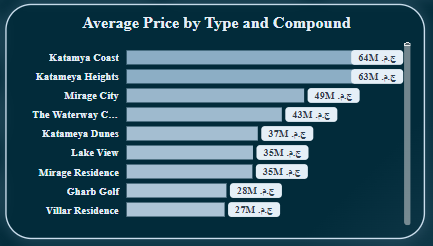 Average Price by Type and Compound
Katamya Coast 64M ج.م.
Katameya Heights 63M ج.م.
Mirage City 49M ج.م.
The Waterway C... 43M ج.م.
Katameya Dunes 37M ج.م.
Lake View 35M ج.م.
Mirage Residence 35M ج.م.
Gharb Golf 28M ج.م.
Villar Residence 27M ج.م.